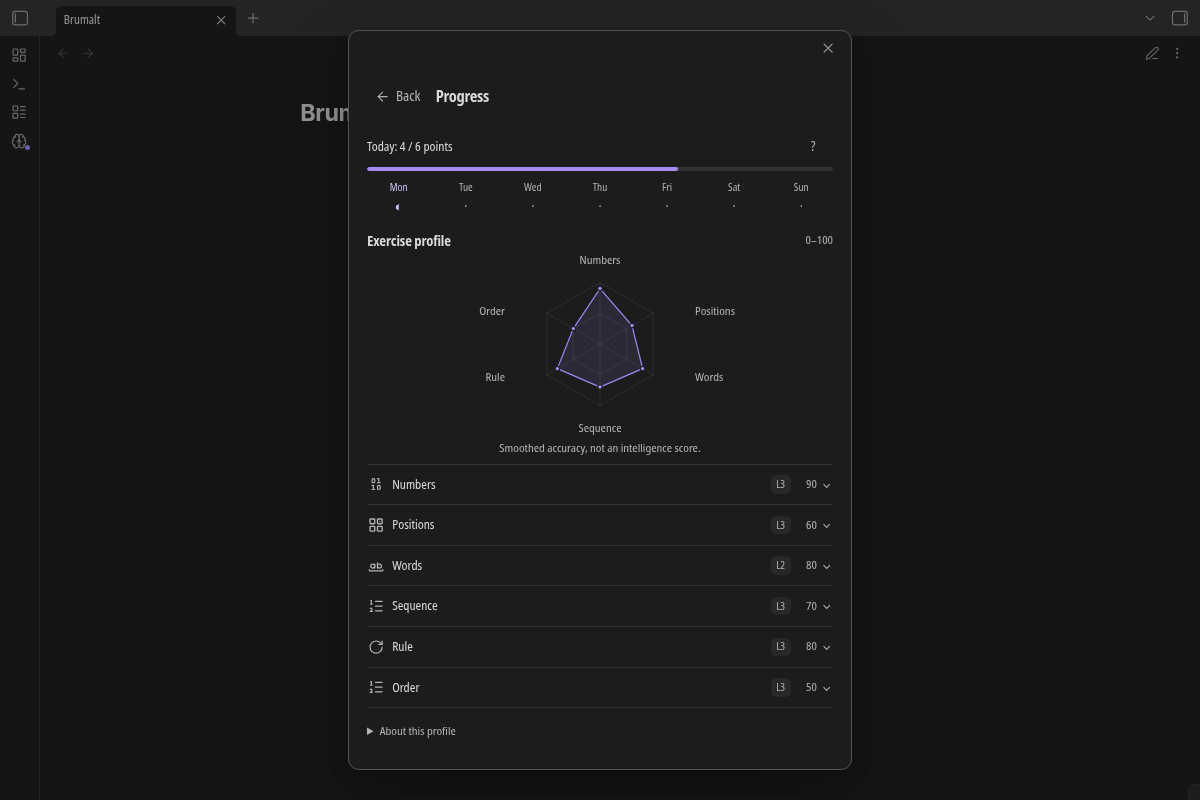 Brumalt
Brum
Back Progress
Today: 4 / 6 points ?
Mon Tue Wed Thu Fri Sat Sun
Exercise profile 0–100
Numbers
Order Positions
Rule Words
Sequence
Smoothed accuracy, not an intelligence score.
Numbers L3 90
Positions L3 60
Words L2 80
Sequence L3 70
Rule L3 80
Order L3 50
About this profile